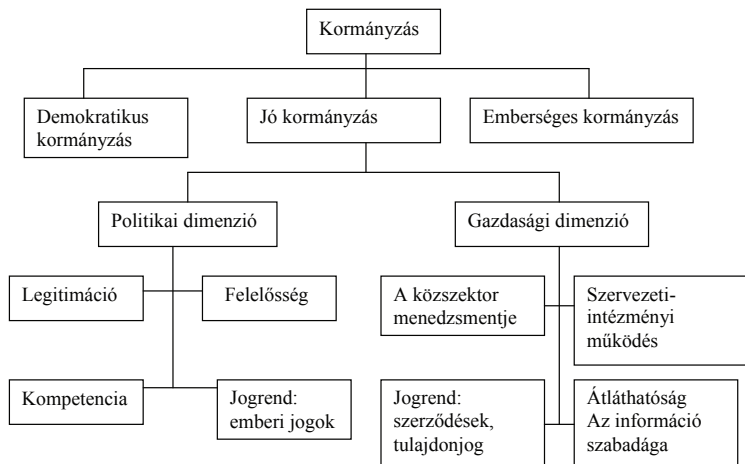 Kormányzás
Demokratikus
kormányzás
Jó kormányzás
Emberséges kormányzás
Politikai dimenzió
Gazdasági dimenzió
Legitimáció
Felelősség
A közszektor
menedzsmentje
Szervezeti-
intézményi
működés
Kompetencia
Jogrend:
emberi jogok
Jogrend:
szerződések,
tulajdonjog
Átláthatóság
Az információ
szabadága